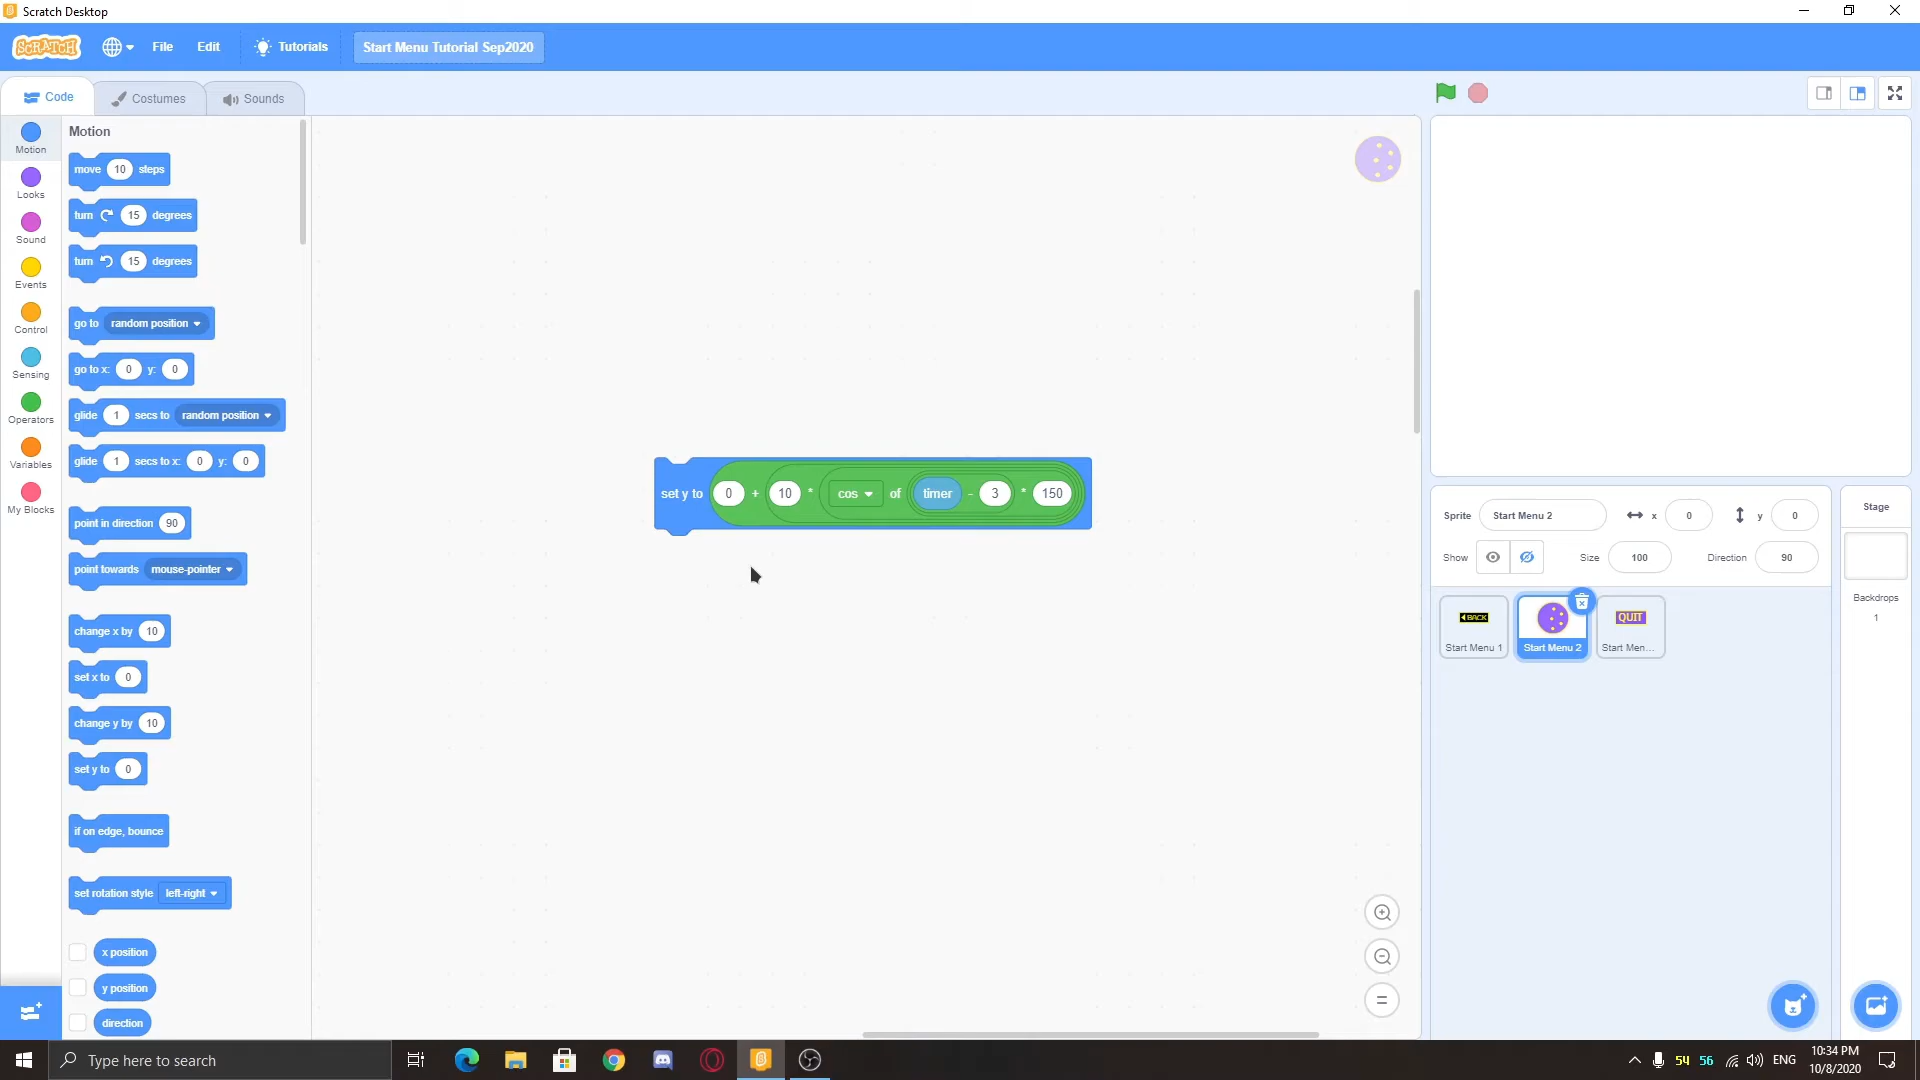 Scratch Desktop
SCRATCH File Edit Tutorials Start Menu Tutorial Sep2020
Code Costumes Sounds
Motion
Looks
Sound
Events
Control
Sensing
Operators
Variables
My Blocks
Motion
move 10 steps
turn 15 degrees
turn 15 degrees
go to random position
go to x: 0 y: 0
glide 1 secs to random position
glide 1 secs to x: 0 y: 0
point in direction 90
point towards mouse-pointer
change x by 10
set x to 0
change y by 10
set y to 0
if on edge, bounce
set rotation style left-right
x position
y position
direction
set y to 0 + 10 * cos of timer - 3 * 150
Sprite Start Menu 2 x 0 y 0
Show Size 100 Direction 90
BACK
Start Menu 1
Start Menu 2
QUIT
Start Men...
Stage
Backdrops
1
Type here to search
54 56 ENG 10:34 PM
10/8/2020